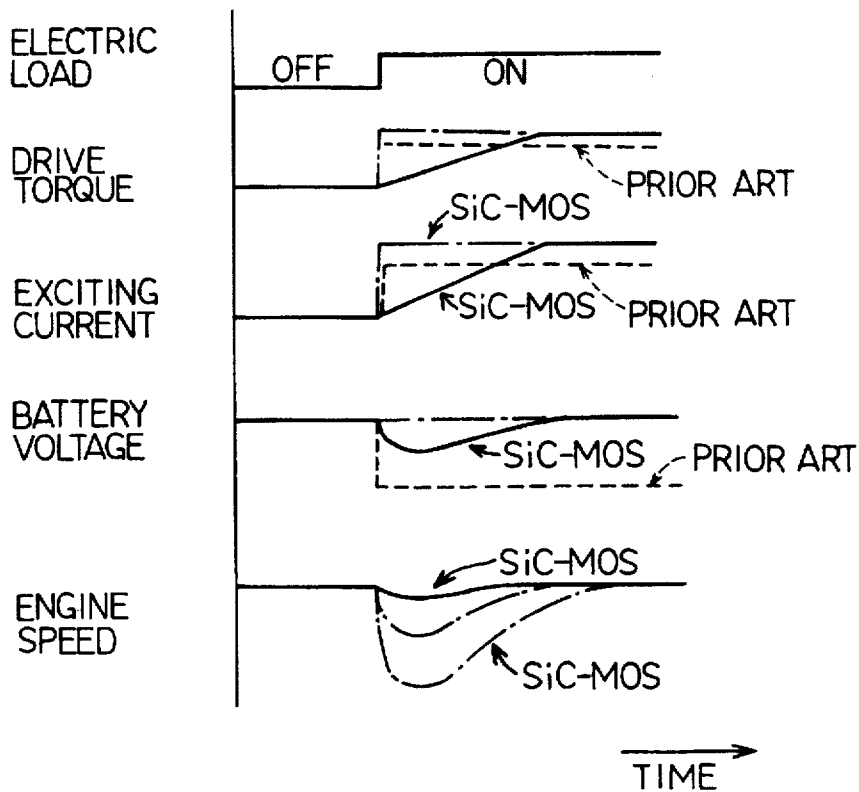 ELECTRIC
LOAD
OFF
ON
DRIVE
TORQUE
PRIOR ART
SiC-MOS
EXCITING
CURRENT
SiC-MOS
PRIOR ART
BATTERY
VOLTAGE
SiC-MOS
PRIOR ART
SiC-MOS
ENGINE
SPEED
SiC-MOS
TIME